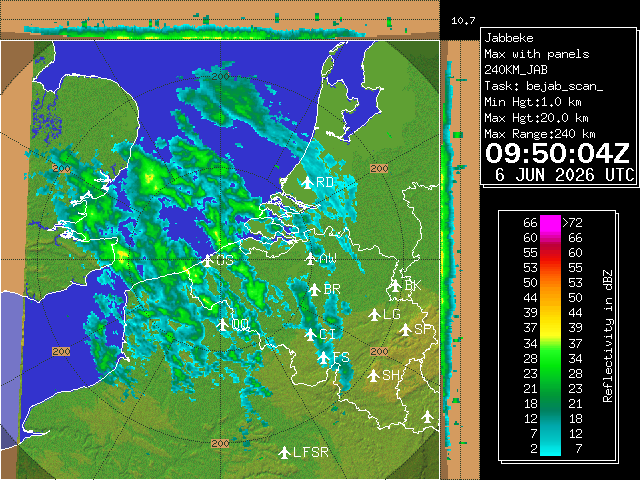 10.7
Jabbeke
Max with panels
240KM_JAB
Task: bejab_scan_
Min Hgt:1.0 km
Max Hgt:20.0 km
Max Range:240 km
09:50:04Z
6 JUN 2026 UTC
200
200
200
RD
OS
AW
BR
BK
LG
QQ
CI
SP
200
200
FS
SH
200
LFSR
66 >72
60 66
55 60
53 55
50 53
44 50
39 44
37 39
34 37
28 34
23 28
21 23
18 21
12 18
7 12
2 7
Reflectivity in dBZ